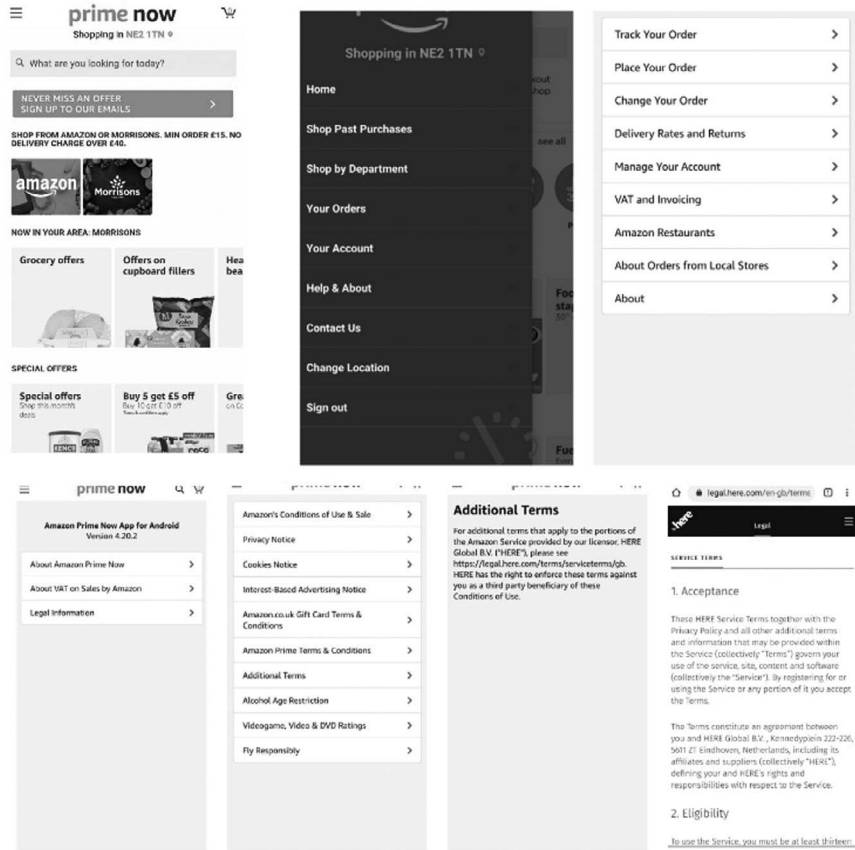 prime now
Shopping in NE2 1TN
What are you looking for today?
NEVER MISS AN OFFER
SIGN UP TO OUR EMAILS
SHOP FROM AMAZON OR MORRISONS. MIN ORDER £15. NO
DELIVERY CHARGE OVER £40.
amazon
Morrisons
NOW IN YOUR AREA: MORRISONS
Grocery offers
Offers on
cupboard fillers
Hea
bea
SPECIAL OFFERS
Special offers
Shop this month's
deals
Buy 5 get £5 off
Buy 10 get £10 off
Grea
Shopping in NE2 1TN
Home
Shop Past Purchases
Shop by Department
Your Orders
Your Account
Help & About
Contact Us
Change Location
Sign out
see all
Foo
sta
Fue
Track Your Order
Place Your Order
Change Your Order
Delivery Rates and Returns
Manage Your Account
VAT and Invoicing
Amazon Restaurants
About Orders from Local Stores
About
prime now
Amazon Prime Now App for Android
Version 4.20.2
About Amazon Prime Now
About VAT on Sales by Amazon
Legal Information
Amazon's Conditions of Use & Sale
Privacy Notice
Cookies Notice
Interest-Based Advertising Notice
Amazon.co.uk Gift Card Terms &
Conditions
Amazon Prime Terms & Conditions
Additional Terms
Alcohol Age Restriction
Videogame, Video & DVD Ratings
Fly Responsibly
Additional Terms
For additional terms that apply to the portions of
the Amazon Service provided by our licensor, HERE
Global B.V. ("HERE"), please see
https://legal.here.com/terms/serviceterms/gb.
HERE has the right to enforce these terms against
you as a third party beneficiary of these
Conditions of Use.
legal.here.com/en-gb/terms
here
Legal
SERVICE TERMS
1. Acceptance
These HERE Service Terms together with the
Privacy Policy and all other additional terms
and information that may be provided within
the Service (collectively "Terms") govern your
use of the service, site, content and software
(collectively the "Service"). By registering for or
using the Service or any portion of it you accept
the Terms.
The Terms constitute an agreement between
you and HERE Global B.V., Kennedyplein 222-226,
5611 ZT Eindhoven, Netherlands, including its
affiliates and suppliers (collectively "HERE"),
defining your and HERE's rights and
responsibilities with respect to the Service.
2. Eligibility
To use the Service, you must be at least thirteen